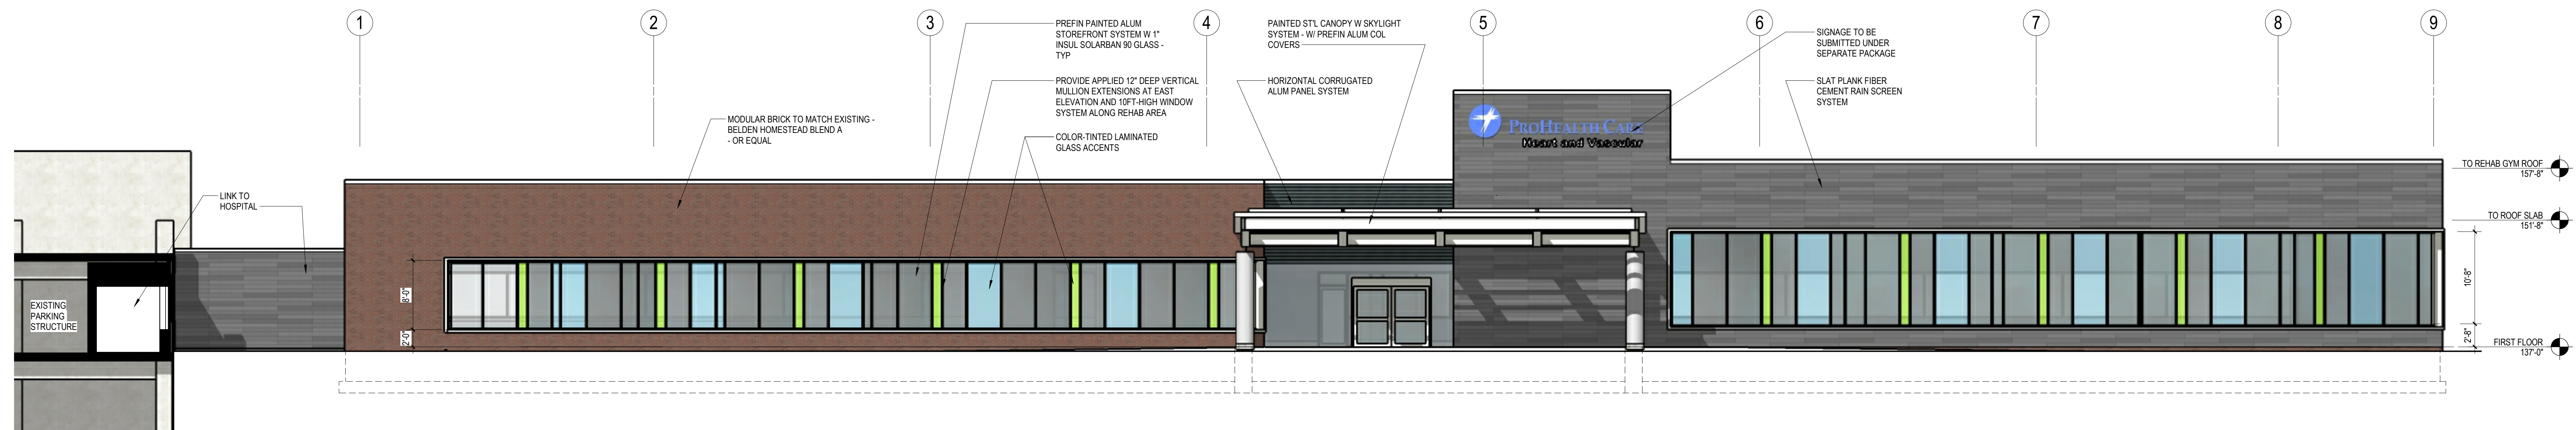 1
2
3
4
5
6
7
8
9
PREFIN PAINTED ALUM
STOREFRONT SYSTEM W 1"
INSUL SOLARBAN 90 GLASS -
TYP
PAINTED ST'L CANOPY W SKYLIGHT
SYSTEM - W/ PREFIN ALUM COL
COVERS
SIGNAGE TO BE
SUBMITTED UNDER
SEPARATE PACKAGE
PROVIDE APPLIED 12" DEEP VERTICAL
MULLION EXTENSIONS AT EAST
ELEVATION AND 10FT-HIGH WINDOW
SYSTEM ALONG REHAB AREA
HORIZONTAL CORRUGATED
ALUM PANEL SYSTEM
SLAT PLANK FIBER
CEMENT RAIN SCREEN
SYSTEM
MODULAR BRICK TO MATCH EXISTING -
BELDEN HOMESTEAD BLEND A
- OR EQUAL
COLOR-TINTED LAMINATED
GLASS ACCENTS
PROHEALTH CARE
Heart and Vascular
TO REHAB GYM ROOF
157'-8"
LINK TO
HOSPITAL
TO ROOF SLAB
151'-8"
EXISTING
PARKING
STRUCTURE
8'-0"
2'-0"
10'-8"
2'-8"
FIRST FLOOR
137'-0"